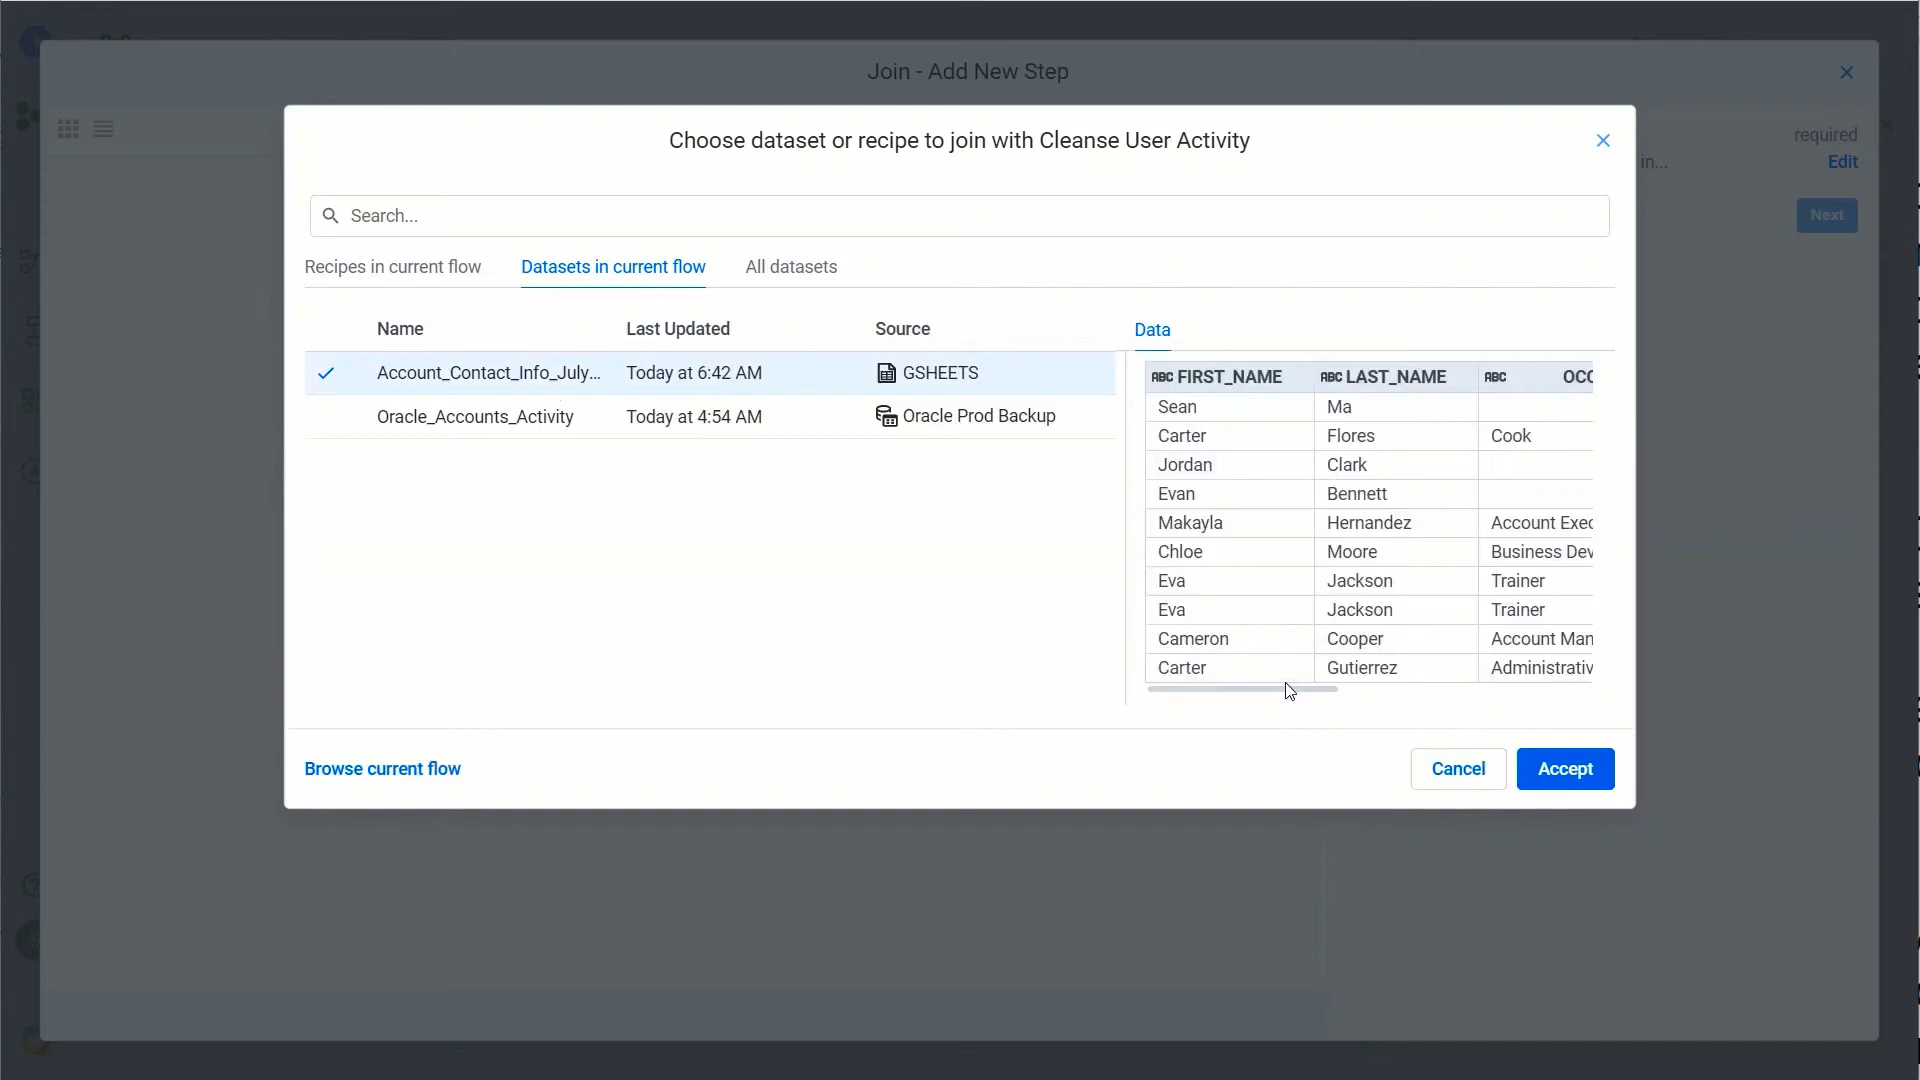 Join - Add New Step
required
in...
Edit
Next
Choose dataset or recipe to join with Cleanse User Activity
Search...
Recipes in current flow Datasets in current flow All datasets
Name Last Updated Source Data
Account_Contact_Info_July... Today at 6:42 AM GSHEETS
Oracle_Accounts_Activity Today at 4:54 AM Oracle Prod Backup
ABC FIRST_NAME ABC LAST_NAME ABC OCC
Sean Ma
Carter Flores Cook
Jordan Clark
Evan Bennett
Makayla Hernandez Account Exec
Chloe Moore Business Dev
Eva Jackson Trainer
Eva Jackson Trainer
Cameron Cooper Account Man
Carter Gutierrez Administrativ
Browse current flow Cancel Accept